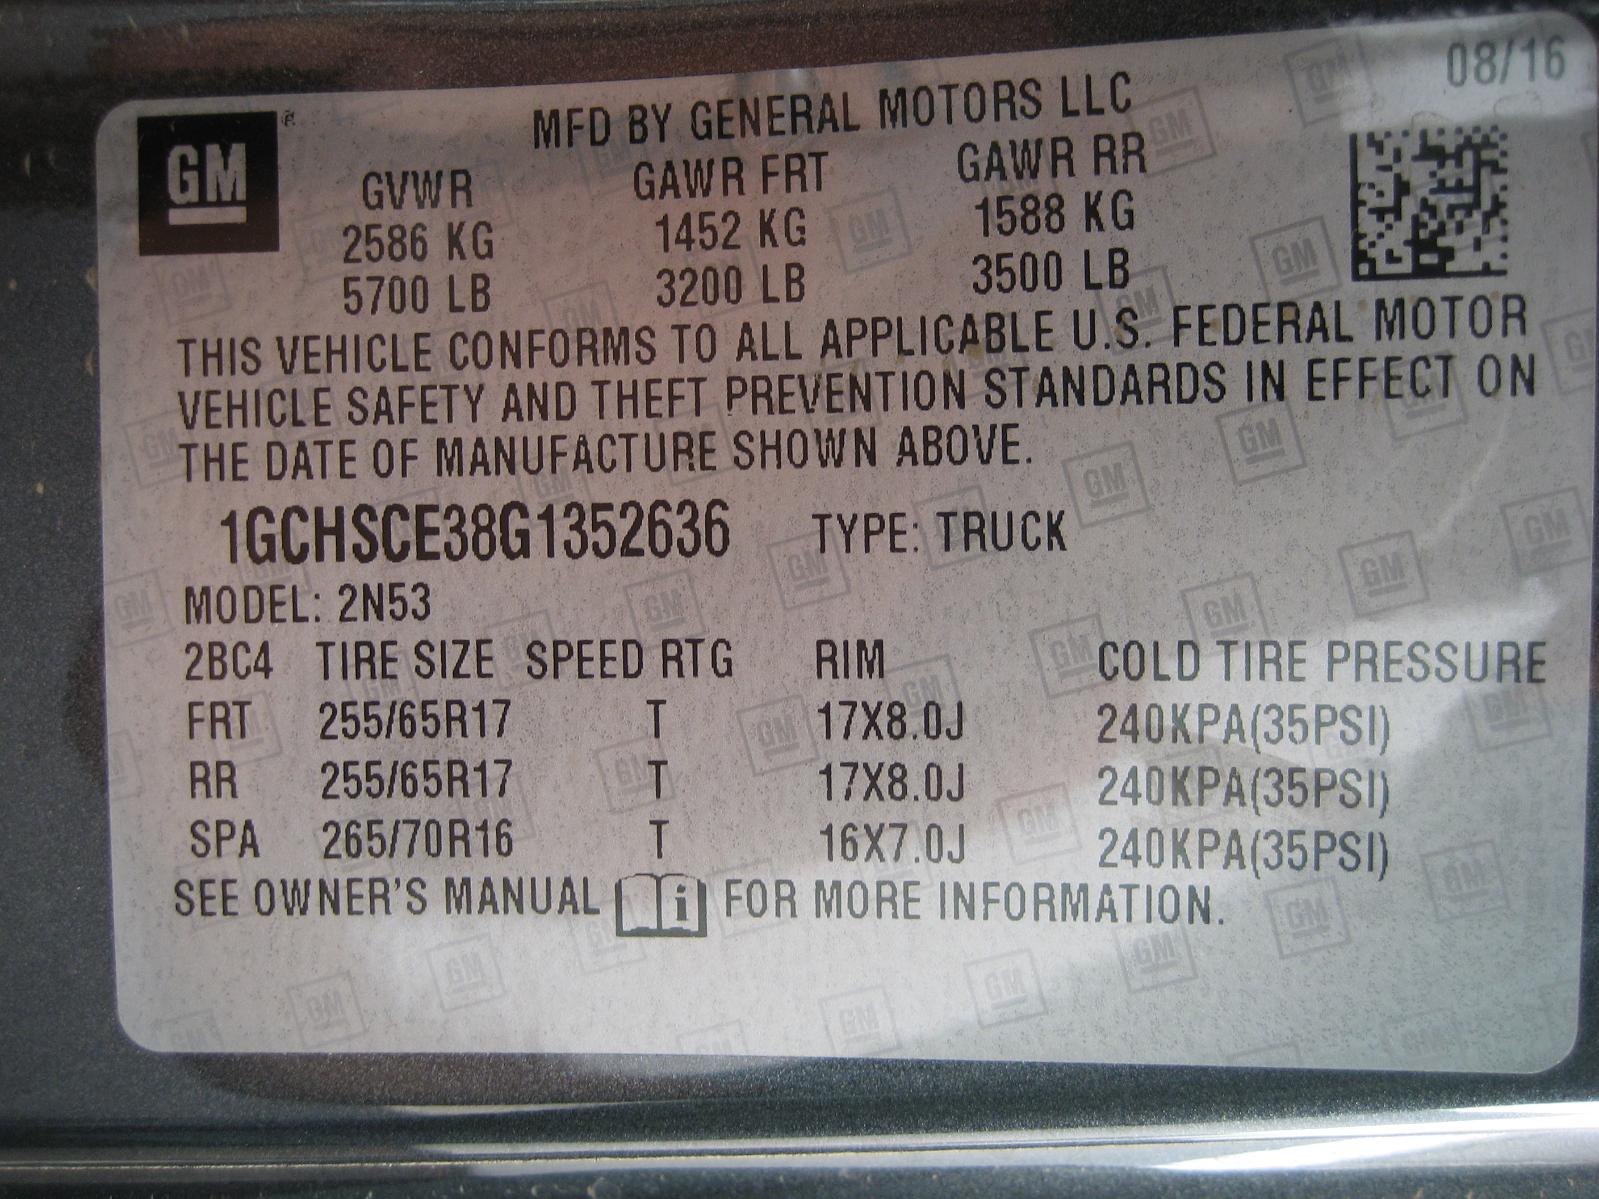 08/16
GM ®
MFD BY GENERAL MOTORS LLC
GVWR GAWR FRT GAWR RR
2586 KG 1452 KG 1588 KG
5700 LB 3200 LB 3500 LB
THIS VEHICLE CONFORMS TO ALL APPLICABLE U.S. FEDERAL MOTOR
VEHICLE SAFETY AND THEFT PREVENTION STANDARDS IN EFFECT ON
THE DATE OF MANUFACTURE SHOWN ABOVE.
1GCHSCE38G1352636 TYPE: TRUCK
MODEL: 2N53
2BC4 TIRE SIZE SPEED RTG RIM COLD TIRE PRESSURE
FRT 255/65R17 T 17X8.0J 240KPA(35PSI)
RR 255/65R17 T 17X8.0J 240KPA(35PSI)
SPA 265/70R16 T 16X7.0J 240KPA(35PSI)
SEE OWNER'S MANUAL i FOR MORE INFORMATION.